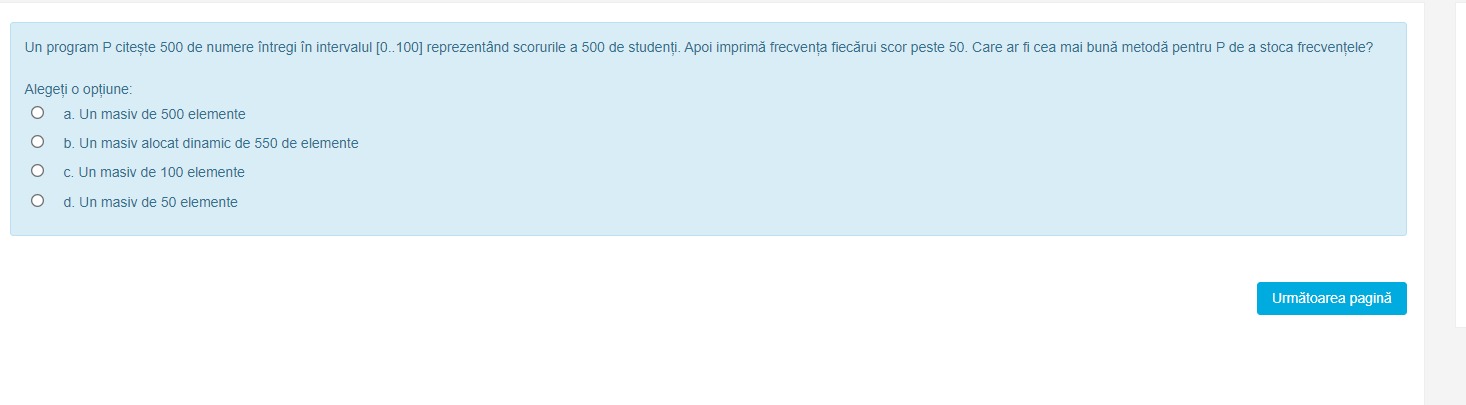 Un program P citește 500 de numere întregi în intervalul [0..100] reprezentând scorurile a 500 de studenți. Apoi imprimă frecvența fiecărui scor peste 50. Care ar fi cea mai bună metodă pentru P de a stoca frecvențele?
Alegeți o opțiune:
a. Un masiv de 500 elemente
b. Un masiv alocat dinamic de 550 de elemente
c. Un masiv de 100 elemente
d. Un masiv de 50 elemente
Următoarea pagină